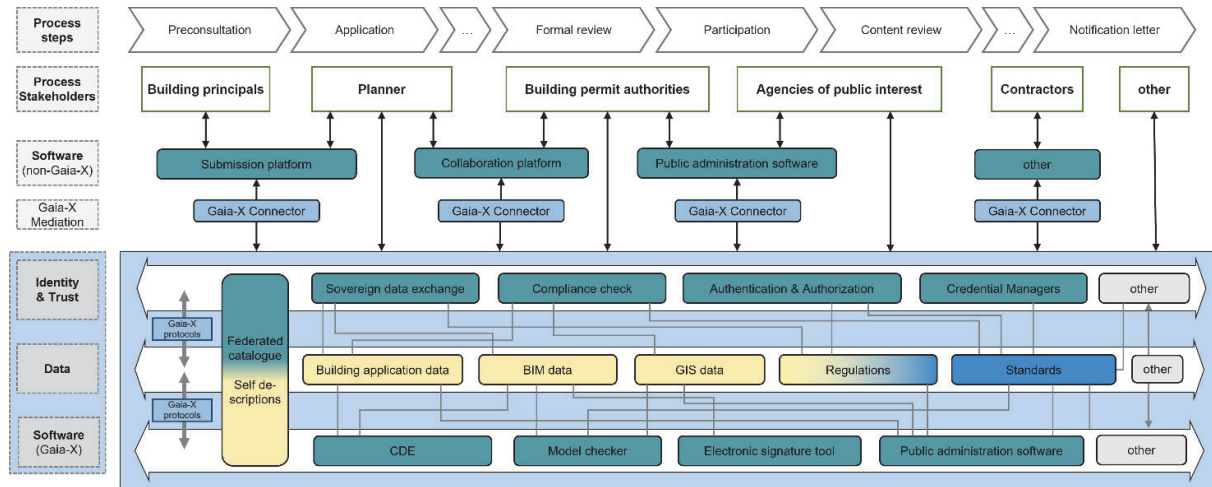 Process
steps
Preconsultation
Application
...
Formal review
Participation
Content review
...
Notification letter
Process
Stakeholders
Building principals
Planner
Building permit authorities
Agencies of public interest
Contractors
other
Software
(non-Gaia-X)
Submission platform
Collaboration platform
Public administration software
other
Gaia-X
Mediation
Gaia-X Connector
Gaia-X Connector
Gaia-X Connector
Gaia-X Connector
Identity
& Trust
Sovereign data exchange
Compliance check
Authentication & Authorization
Credential Managers
other
Gaia-X
protocols
Federated
catalogue
Self de-
scriptions
Data
Building application data
BIM data
GIS data
Regulations
Standards
other
Gaia-X
protocols
Software
(Gaia-X)
CDE
Model checker
Electronic signature tool
Public administration software
other